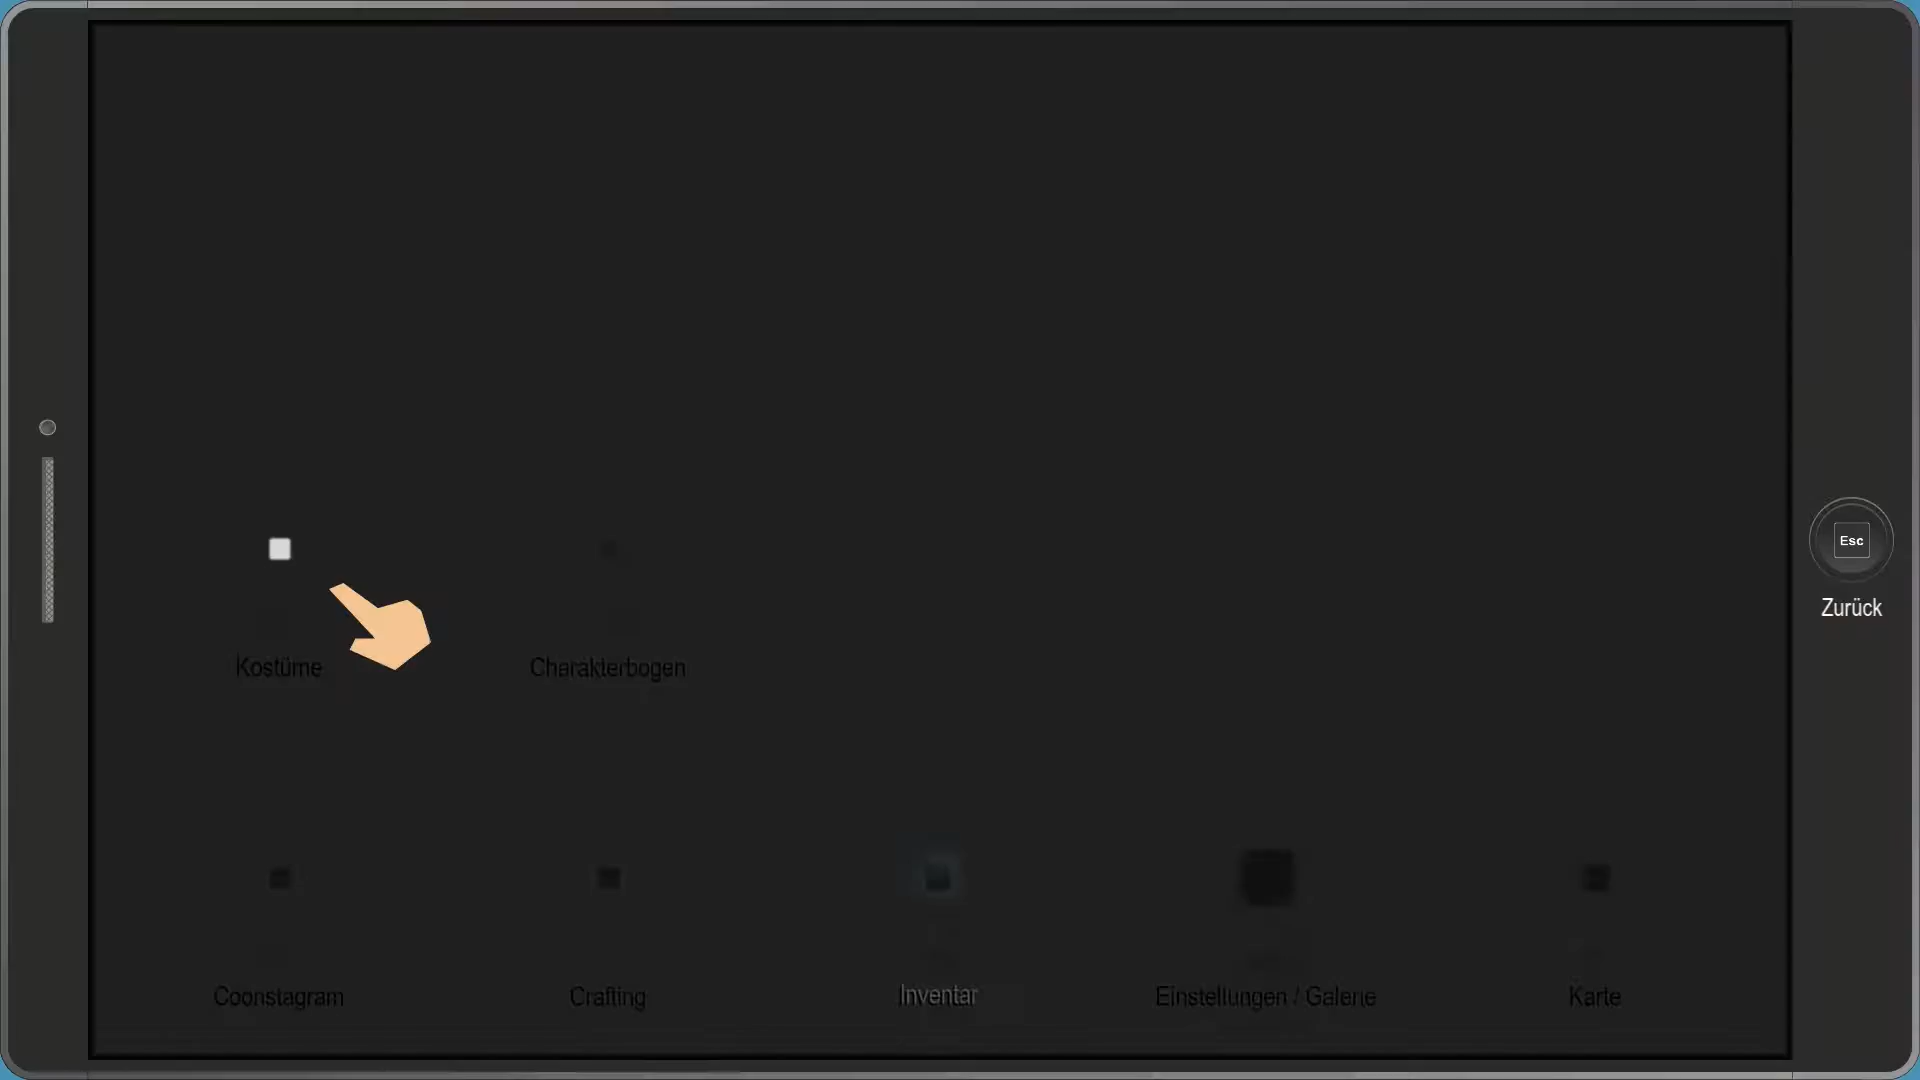 Esc
Zurück
Kostüme
Charakterbogen
Coonstagram
Crafting
Inventar
Einstellungen / Galerie
Karte